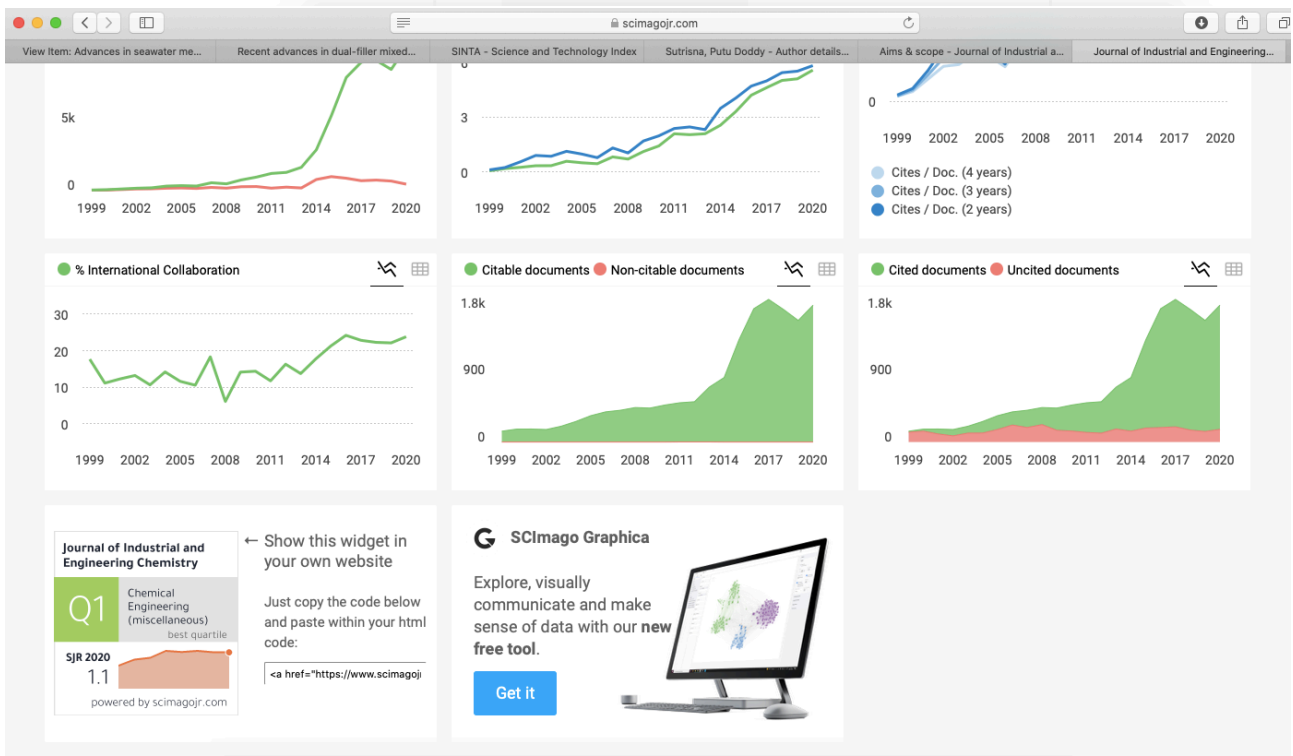 scimagojr.com
View Item: Advances in seawater me...
Recent advances in dual-filler mixed...
SINTA - Science and Technology Index
Sutrisna, Putu Doddy - Author details...
Aims & scope - Journal of Industrial a...
Journal of Industrial and Engineering...
5k
0
1999 2002 2005 2008 2011 2014 2017 2020
3
0
1999 2002 2005 2008 2011 2014 2017 2020
0
1999 2002 2005 2008 2011 2014 2017 2020
Cites / Doc. (4 years)
Cites / Doc. (3 years)
Cites / Doc. (2 years)
% International Collaboration
30
20
10
0
1999 2002 2005 2008 2011 2014 2017 2020
Citable documents Non-citable documents
1.8k
900
0
1999 2002 2005 2008 2011 2014 2017 2020
Cited documents Uncited documents
1.8k
900
0
1999 2002 2005 2008 2011 2014 2017 2020
Journal of Industrial and
Engineering Chemistry
Q1
Chemical
Engineering
(miscellaneous)
best quartile
SJR 2020
1.1
powered by scimagojr.com
← Show this widget in
your own website
Just copy the code below
and paste within your html
code:
<a href="https://www.scimagoj
SCImago Graphica
Explore, visually
communicate and make
sense of data with our new
free tool.
Get it